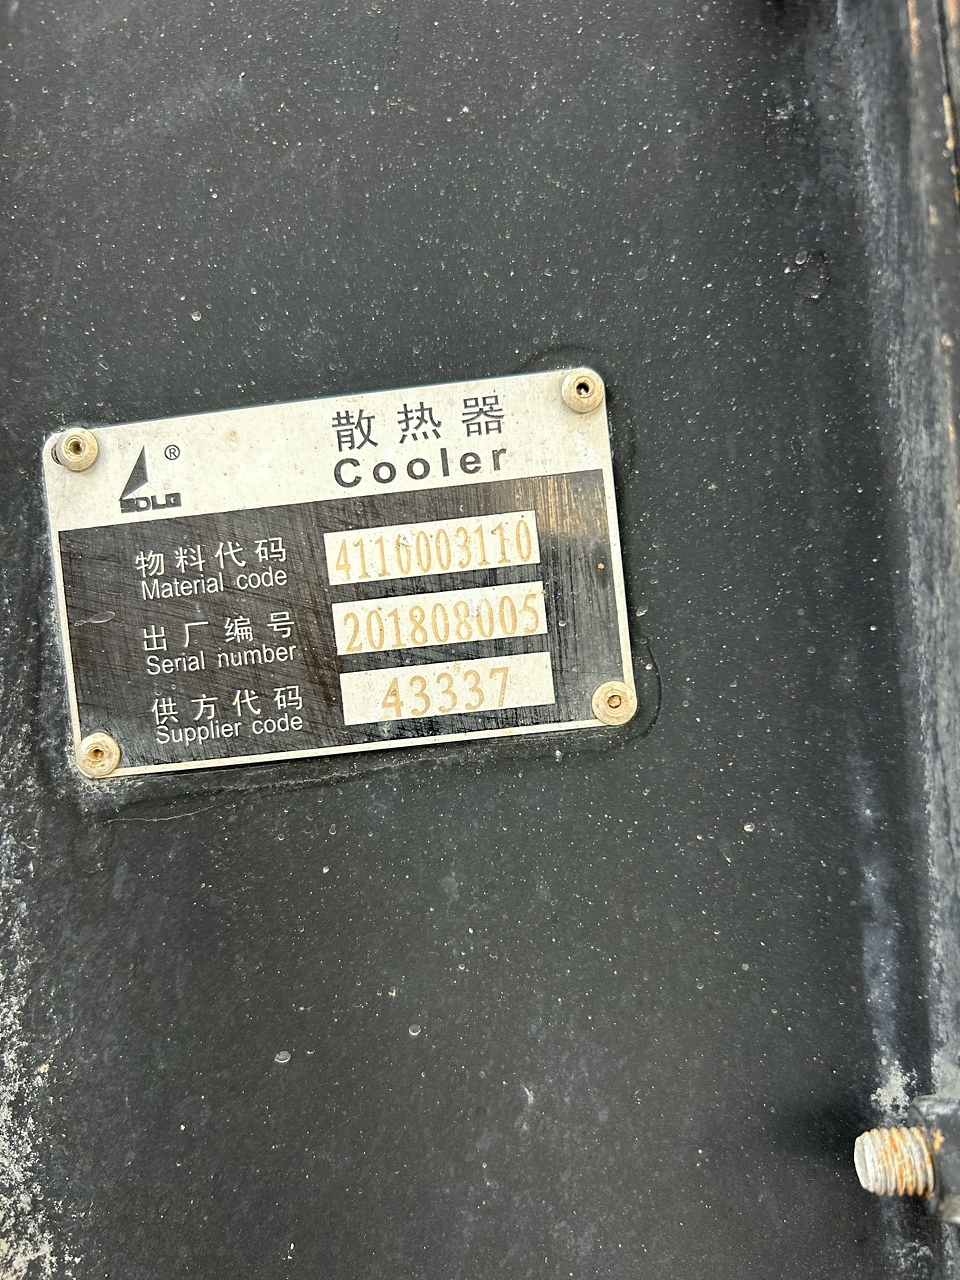 SDLG ®
散热器
Cooler
物料代码 4110003110
Material code
出厂编号 201808005
Serial number
供方代码 43337
Supplier code